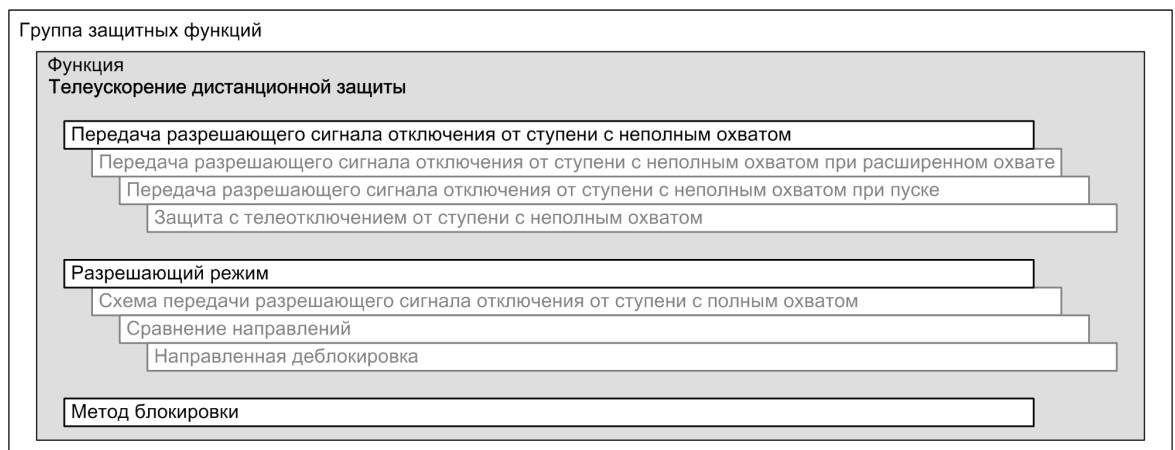 Группа защитных функций
Функция
Телеускорение дистанционной защиты
Передача разрешающего сигнала отключения от ступени с неполным охватом
Передача разрешающего сигнала отключения от ступени с неполным охватом при расширенном охвате
Передача разрешающего сигнала отключения от ступени с неполным охватом при пуске
Защита с телеотключением от ступени с неполным охватом
Разрешающий режим
Схема передачи разрешающего сигнала отключения от ступени с полным охватом
Сравнение направлений
Направленная деблокировка
Метод блокировки